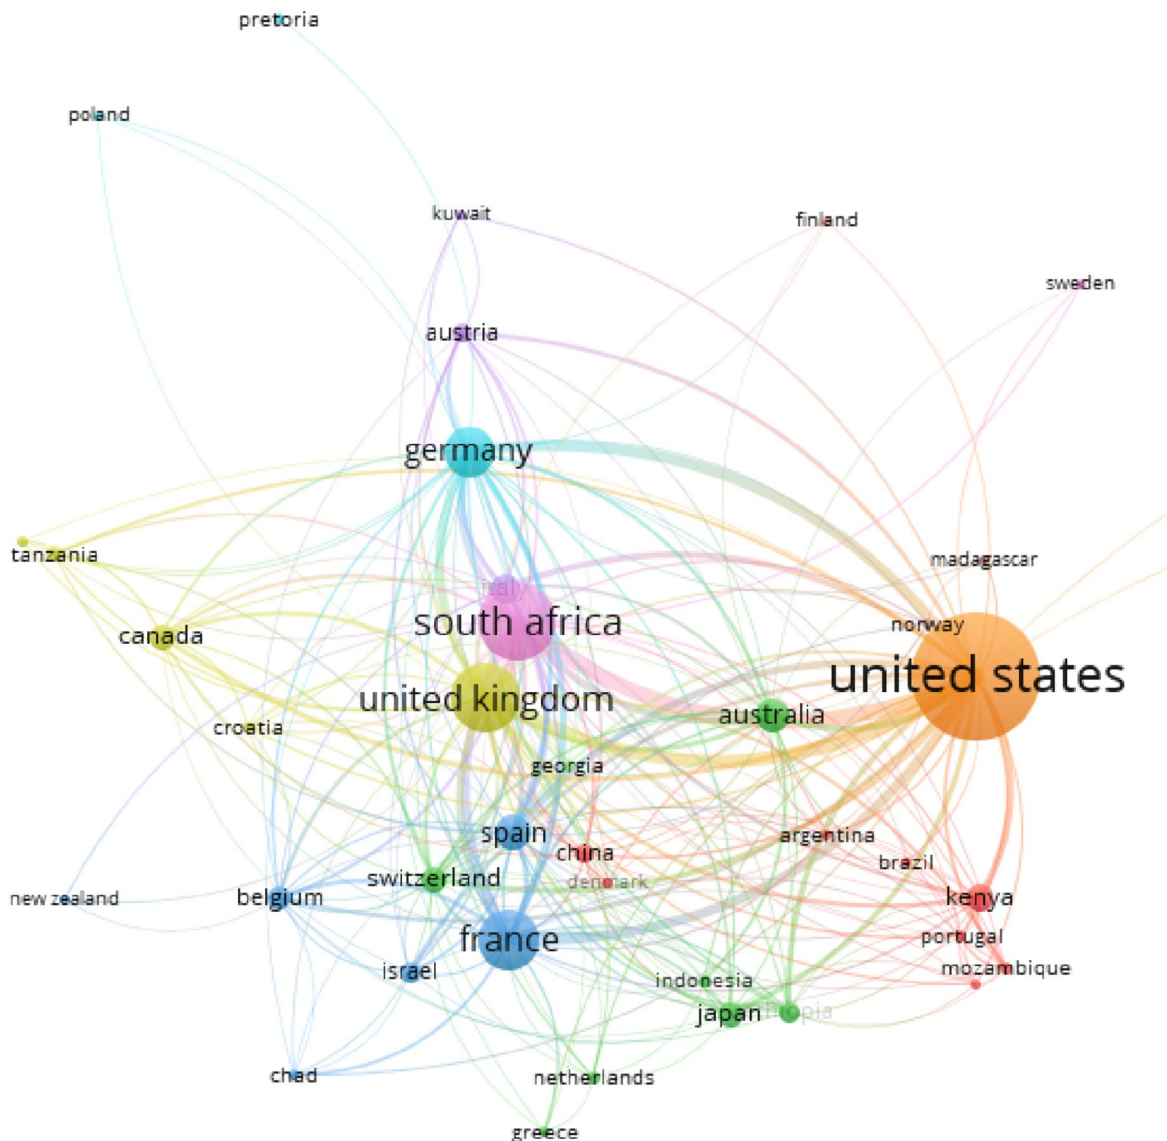 pretoria
poland
kuwait
finland
sweden
austria
germany
tanzania
madagascar
italy
south africa
norway
canada
united states
united kingdom
australia
croatia
georgia
spain
argentina
china
brazil
switzerland
denmark
belgium
new zealand
kenya
france
portugal
israel
mozambique
indonesia
japan
chad
netherlands
greece